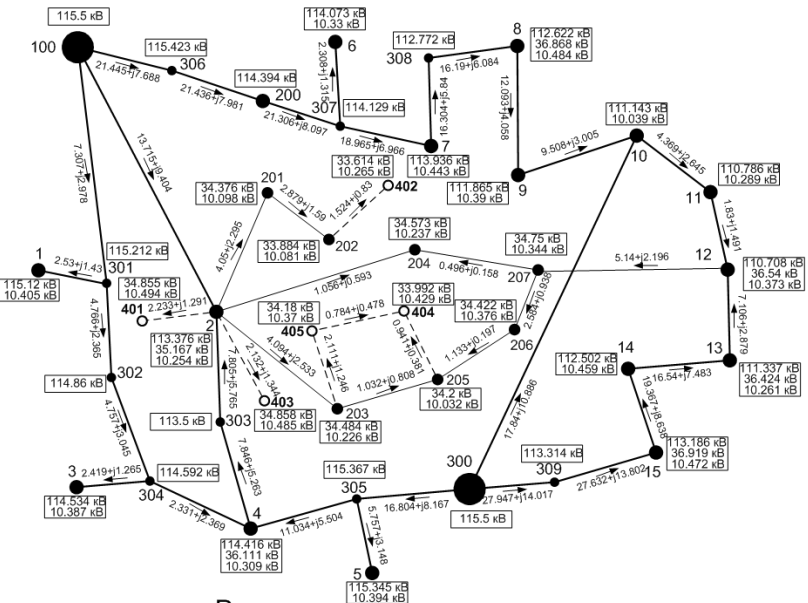 115.5 кВ
100
115.423 кВ
306
21.445+j7.688
114.394 кВ
200
21.436+j7.981
21.306+j8.097
114.073 кВ
10.33 кВ
6
2.308+j1.315
307
114.129 кВ
18.965+j6.966
112.772 кВ
308
16.304+j5.84
7
113.936 кВ
10.443 кВ
16.19+j6.084
8
112.622 кВ
36.868 кВ
10.484 кВ
12.093+j4.058
9
111.865 кВ
10.39 кВ
9.508+j3.005
111.143 кВ
10.039 кВ
10
4.369+j2.645
110.786 кВ
10.289 кВ
11
1.83+j1.491
12
110.708 кВ
36.54 кВ
10.373 кВ
5.14+j2.196
7.106+j2.879
13
111.337 кВ
36.424 кВ
10.261 кВ
14
112.502 кВ
10.459 кВ
16.54+j7.483
19.367+j8.638
15
113.186 кВ
36.919 кВ
10.472 кВ
7.307+j2.978
13.715+j9.404
1
115.12 кВ
10.405 кВ
2.53+j1.43
301
115.212 кВ
34.855 кВ
10.494 кВ
401
2.233+j1.291
4.766+j2.365
302
114.86 кВ
4.757+j3.045
2
113.376 кВ
35.167 кВ
10.254 кВ
201
34.376 кВ
10.098 кВ
4.05+j2.295
2.879+j1.59
33.884 кВ
10.081 кВ
202
33.614 кВ
10.265 кВ
402
1.524+j0.83
34.573 кВ
10.237 кВ
204
1.056+j0.593
0.496+j0.158
34.75 кВ
10.344 кВ
207
2.584+j0.938
206
34.422 кВ
10.376 кВ
1.133+j0.197
34.18 кВ
10.37 кВ
405
0.784+j0.478
33.992 кВ
10.429 кВ
404
0.941+j0.381
205
34.2 кВ
10.032 кВ
1.032+j0.808
2.111+j1.246
4.094+j2.533
203
34.484 кВ
10.226 кВ
2.132+j1.344
403
34.858 кВ
10.485 кВ
7.805+j5.765
303
113.5 кВ
7.846+j5.263
3
114.534 кВ
10.387 кВ
2.419+j1.265
304
114.592 кВ
2.331+j2.369
4
114.416 кВ
36.111 кВ
10.309 кВ
11.034+j5.504
305
115.367 кВ
5.757+j3.148
5
115.345 кВ
10.394 кВ
16.804+j8.167
300
115.5 кВ
17.84+j10.886
27.947+j14.017
309
113.314 кВ
27.632+j13.802